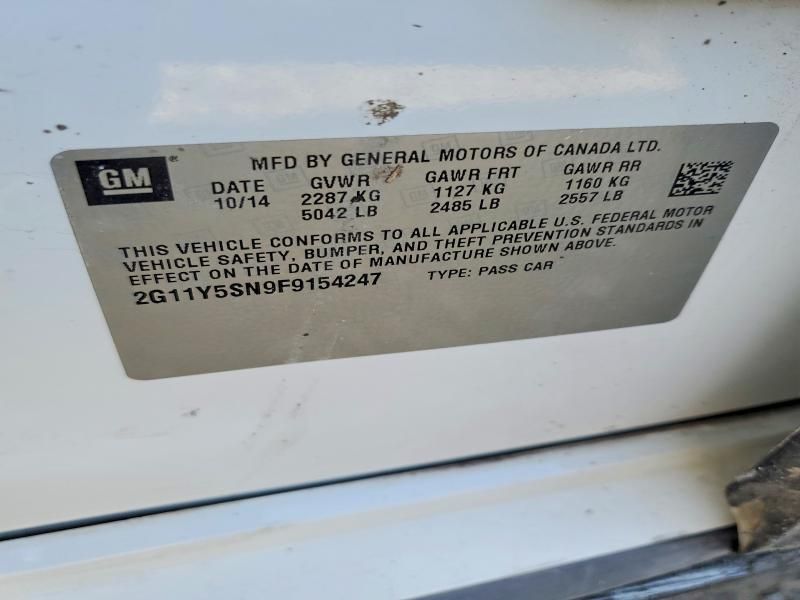 GM ® MFD BY GENERAL MOTORS OF CANADA LTD.
DATE GVWR GAWR FRT GAWR RR
10/14 2287 KG 1127 KG 1160 KG
5042 LB 2485 LB 2557 LB
THIS VEHICLE CONFORMS TO ALL APPLICABLE U.S. FEDERAL MOTOR
VEHICLE SAFETY, BUMPER, AND THEFT PREVENTION STANDARDS IN
EFFECT ON THE DATE OF MANUFACTURE SHOWN ABOVE.
2G11Y5SN9F9154247 TYPE: PASS CAR